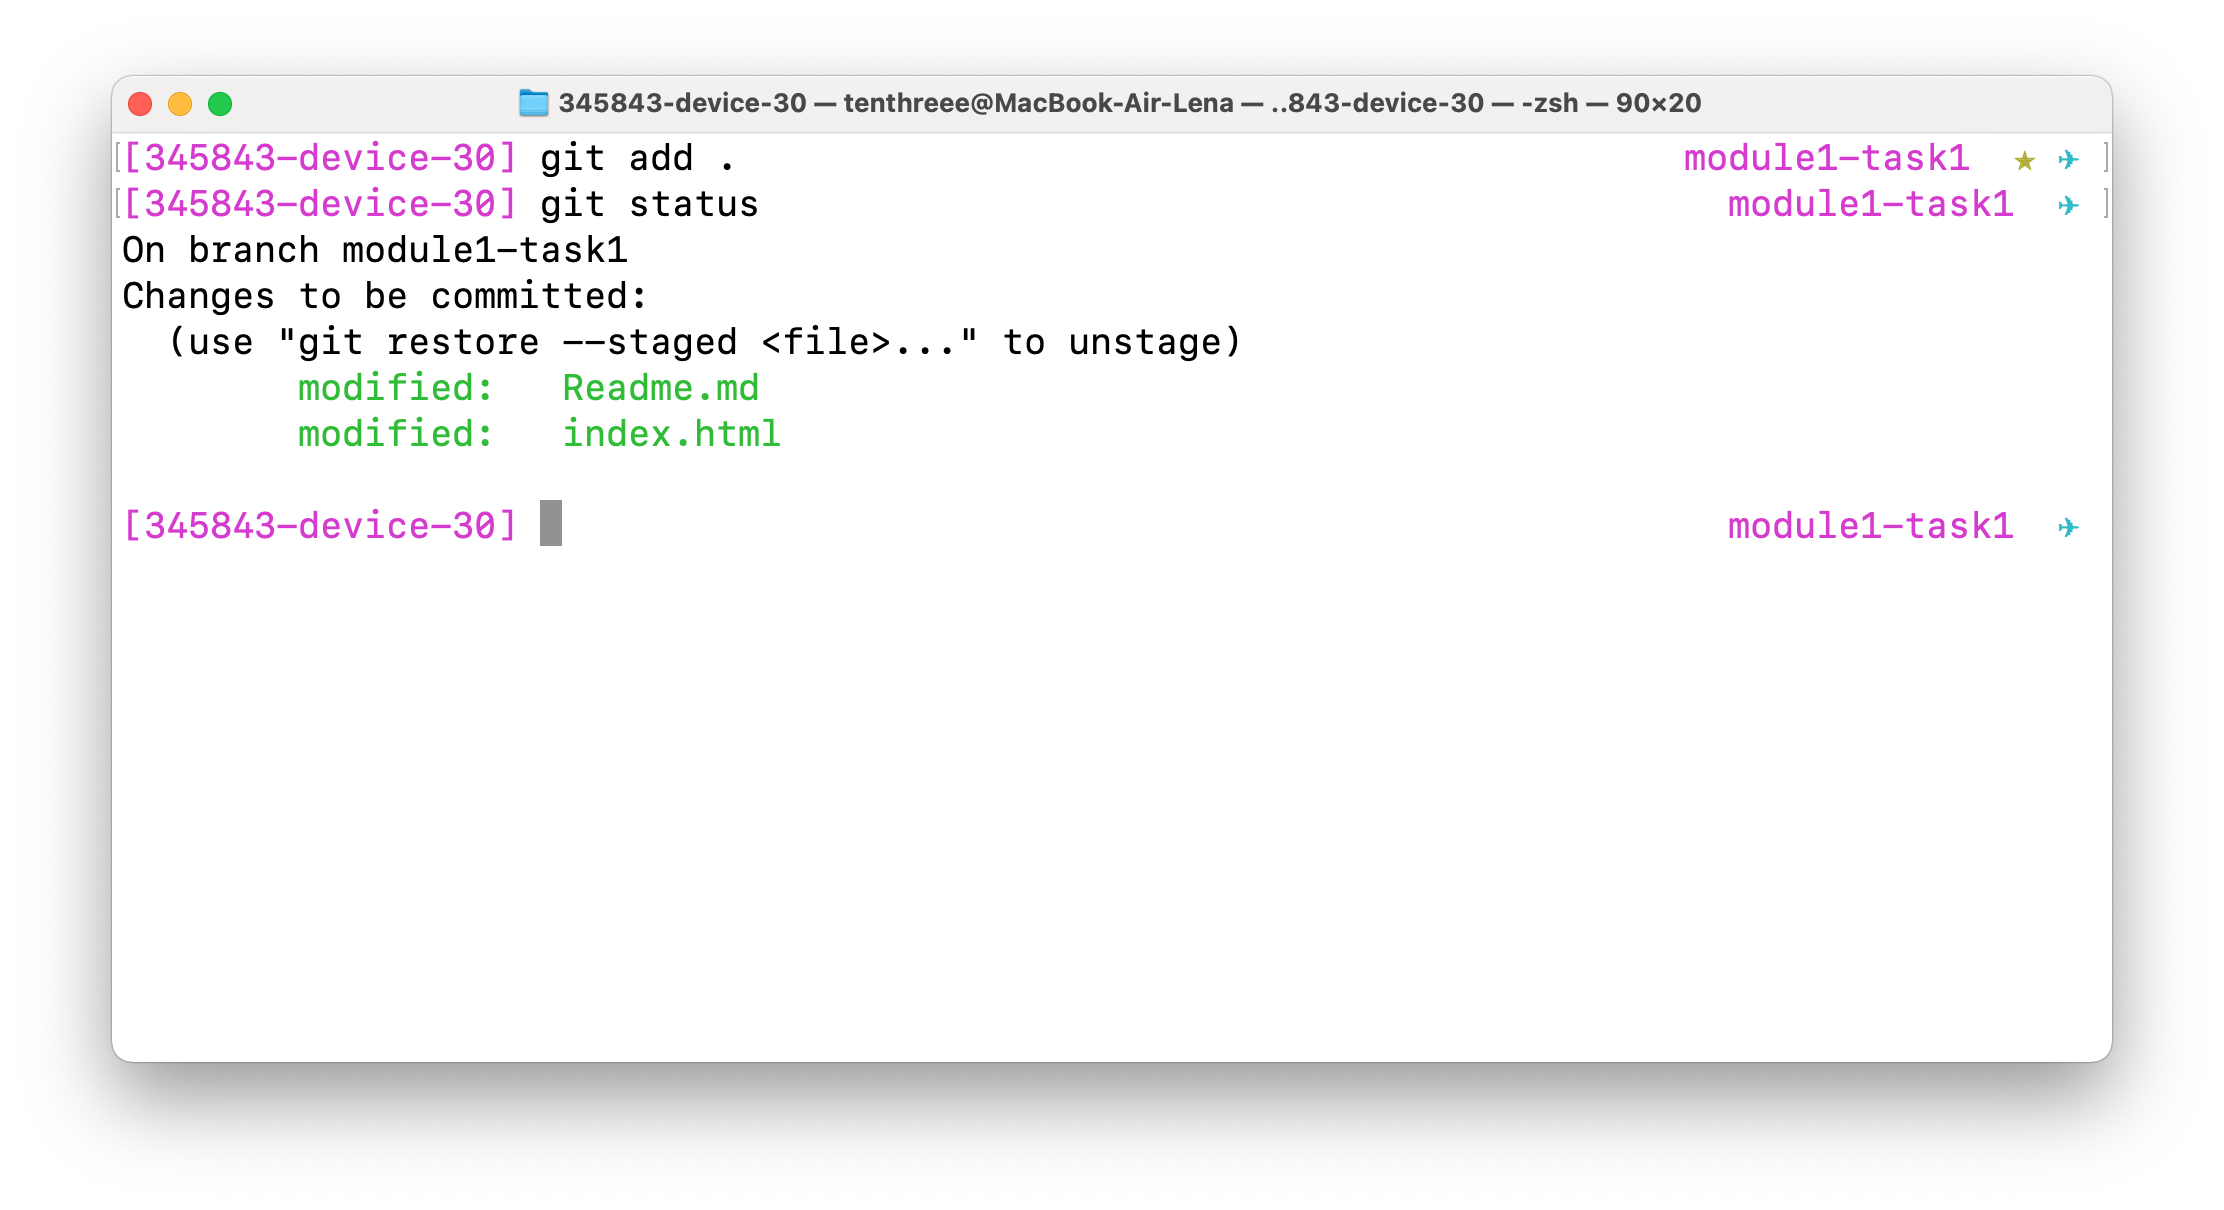 345843-device-30 — tenthreee@MacBook-Air-Lena — ..843-device-30 — -zsh — 90×20
[345843-device-30] git add . module1-task1 ★ ✈
[345843-device-30] git status module1-task1 ✈
On branch module1-task1
Changes to be committed:
  (use "git restore --staged <file>..." to unstage)
        modified:   Readme.md
        modified:   index.html
[345843-device-30] module1-task1 ✈